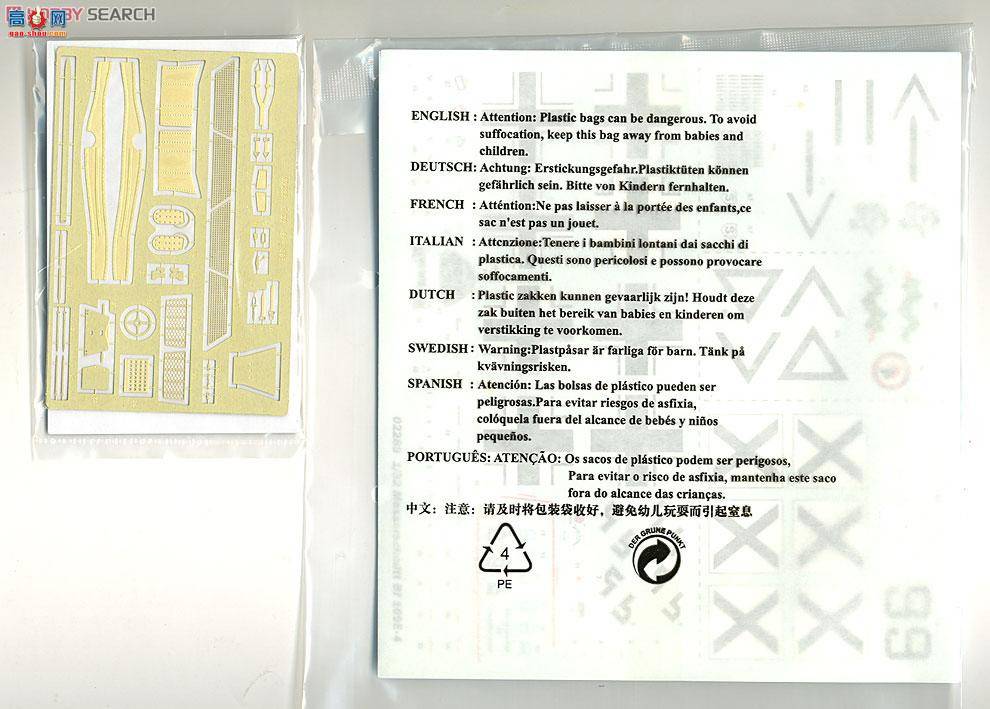 HOBBY SEARCH
高手网
gao-shou.com
ENGLISH : Attention: Plastic bags can be dangerous. To avoid
suffocation, keep this bag away from babies and
children.
DEUTSCH: Achtung: Erstickungsgefahr.Plastiktüten können
gefährlich sein. Bitte von Kindern fernhalten.
FRENCH : Atténtion:Ne pas laisser à la portée des enfants,ce
sac n'est pas un jouet.
ITALIAN : Attenzione:Tenere i bambini lontani dai sacchi di
plastica. Questi sono pericolosi e possono provocare
soffocamenti.
DUTCH : Plastic zakken kunnen gevaarlijk zijn! Houdt deze
zak buiten het bereik van babies en kinderen om
verstikking te voorkomen.
SWEDISH : Warning:Plastpåsar är farliga för barn. Tänk på
kvävningsrisken.
SPANISH : Atención: Las bolsas de plástico pueden ser
peligrosas.Para evitar riesgos de asfixia,
colóquela fuera del alcance de bebés y niños
pequeños.
PORTUGUÊS: ATENÇÃO: Os sacos de plástico podem ser perigosos,
Para evitar o risco de asfixia, mantenha este saco
fora do alcance das crianças.
中文：注意：请及时将包装袋收好，避免幼儿玩耍而引起窒息
4
PE
DER GRÜNE PUNKT